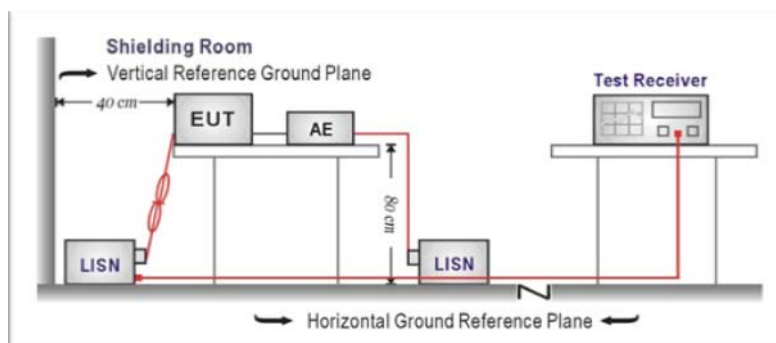 Shielding Room
Vertical Reference Ground Plane
40 cm
EUT
AE
Test Receiver
80 cm
LISN
LISN
Horizontal Ground Reference Plane